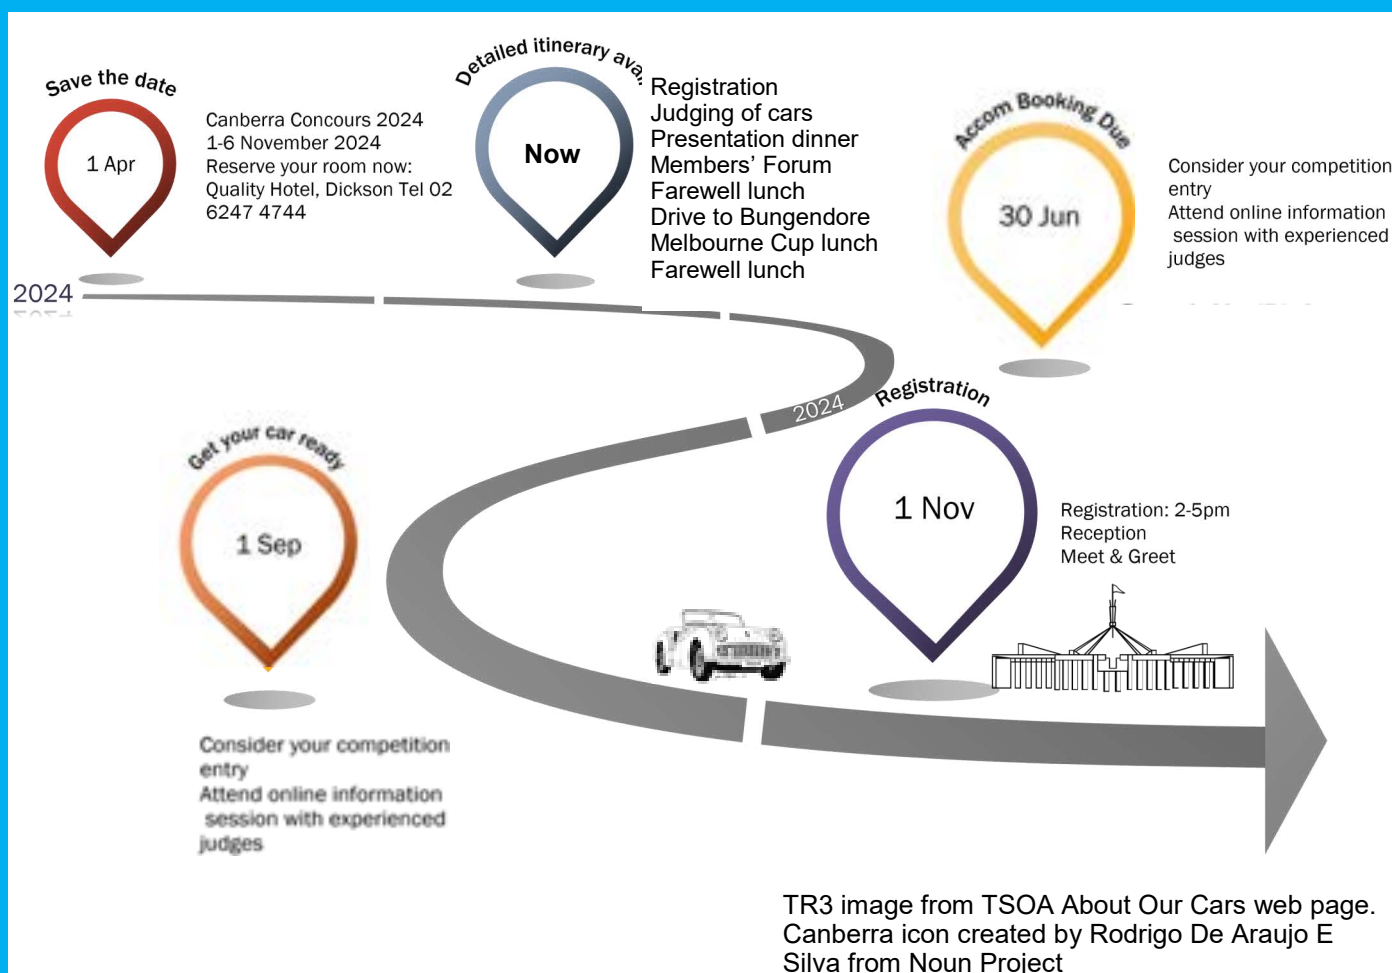 Save the date
1 Apr
Canberra Concours 2024
1-6 November 2024
Reserve your room now:
Quality Hotel, Dickson Tel 02
6247 4744
Detailed itinerary
Now
Registration
Judging of cars
Presentation dinner
Members’ Forum
Farewell lunch
Drive to Bungendore
Melbourne Cup lunch
Farewell lunch
Accom Booking Due
30 Jun
Consider your competition
entry
Attend online information
session with experienced
judges
2024
2024
Registration
1 Nov
Registration: 2-5pm
Reception
Meet & Greet
Get your car ready
1 Sep
Consider your competition
entry
Attend online information
session with experienced
judges
TR3 image from TSOA About Our Cars web page.
Canberra icon created by Rodrigo De Araujo E
Silva from Noun Project